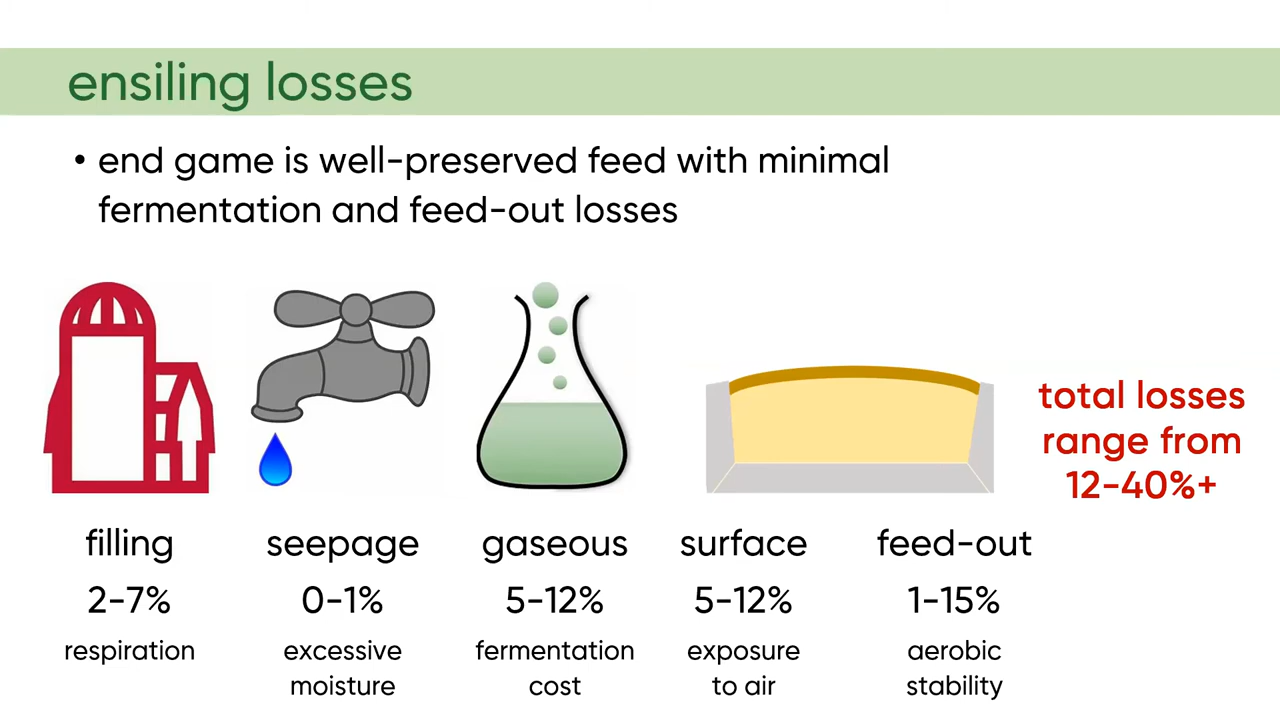 ensiling losses
• end game is well-preserved feed with minimal
fermentation and feed-out losses
total losses
range from
12-40%+
filling
2-7%
respiration
seepage
0-1%
excessive
moisture
gaseous
5-12%
fermentation
cost
surface
5-12%
exposure
to air
feed-out
1-15%
aerobic
stability